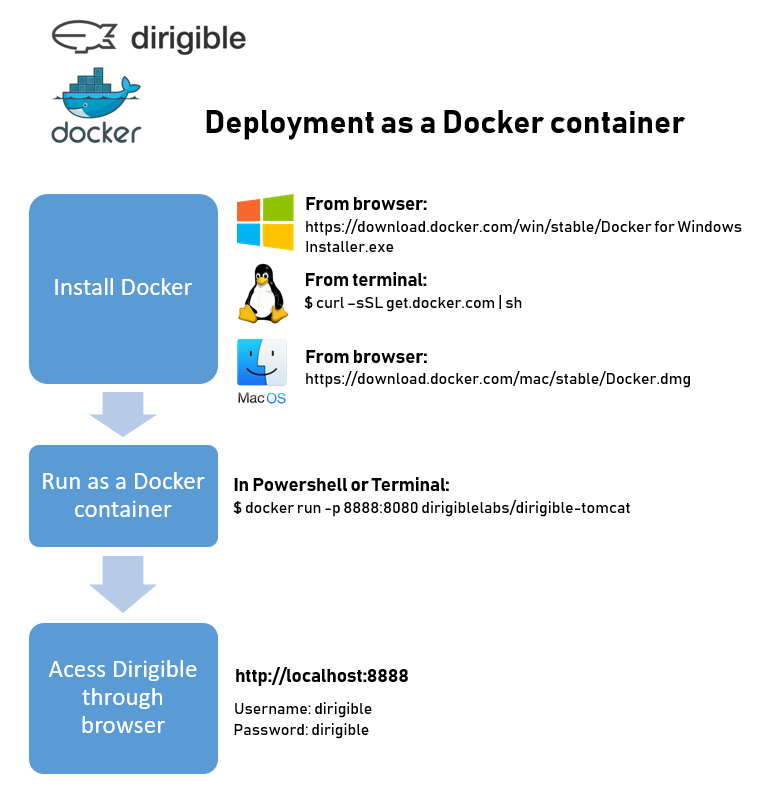 dirigible
docker
Deployment as a Docker container
Install Docker
From browser:
https://download.docker.com/win/stable/Docker for Windows
Installer.exe
From terminal:
$ curl –sSL get.docker.com | sh
MacOS
From browser:
https://download.docker.com/mac/stable/Docker.dmg
Run as a Docker
container
In Powershell or Terminal:
$ docker run -p 8888:8080 dirigiblelabs/dirigible-tomcat
Acess Dirigible
through
browser
http://localhost:8888
Username: dirigible
Password: dirigible